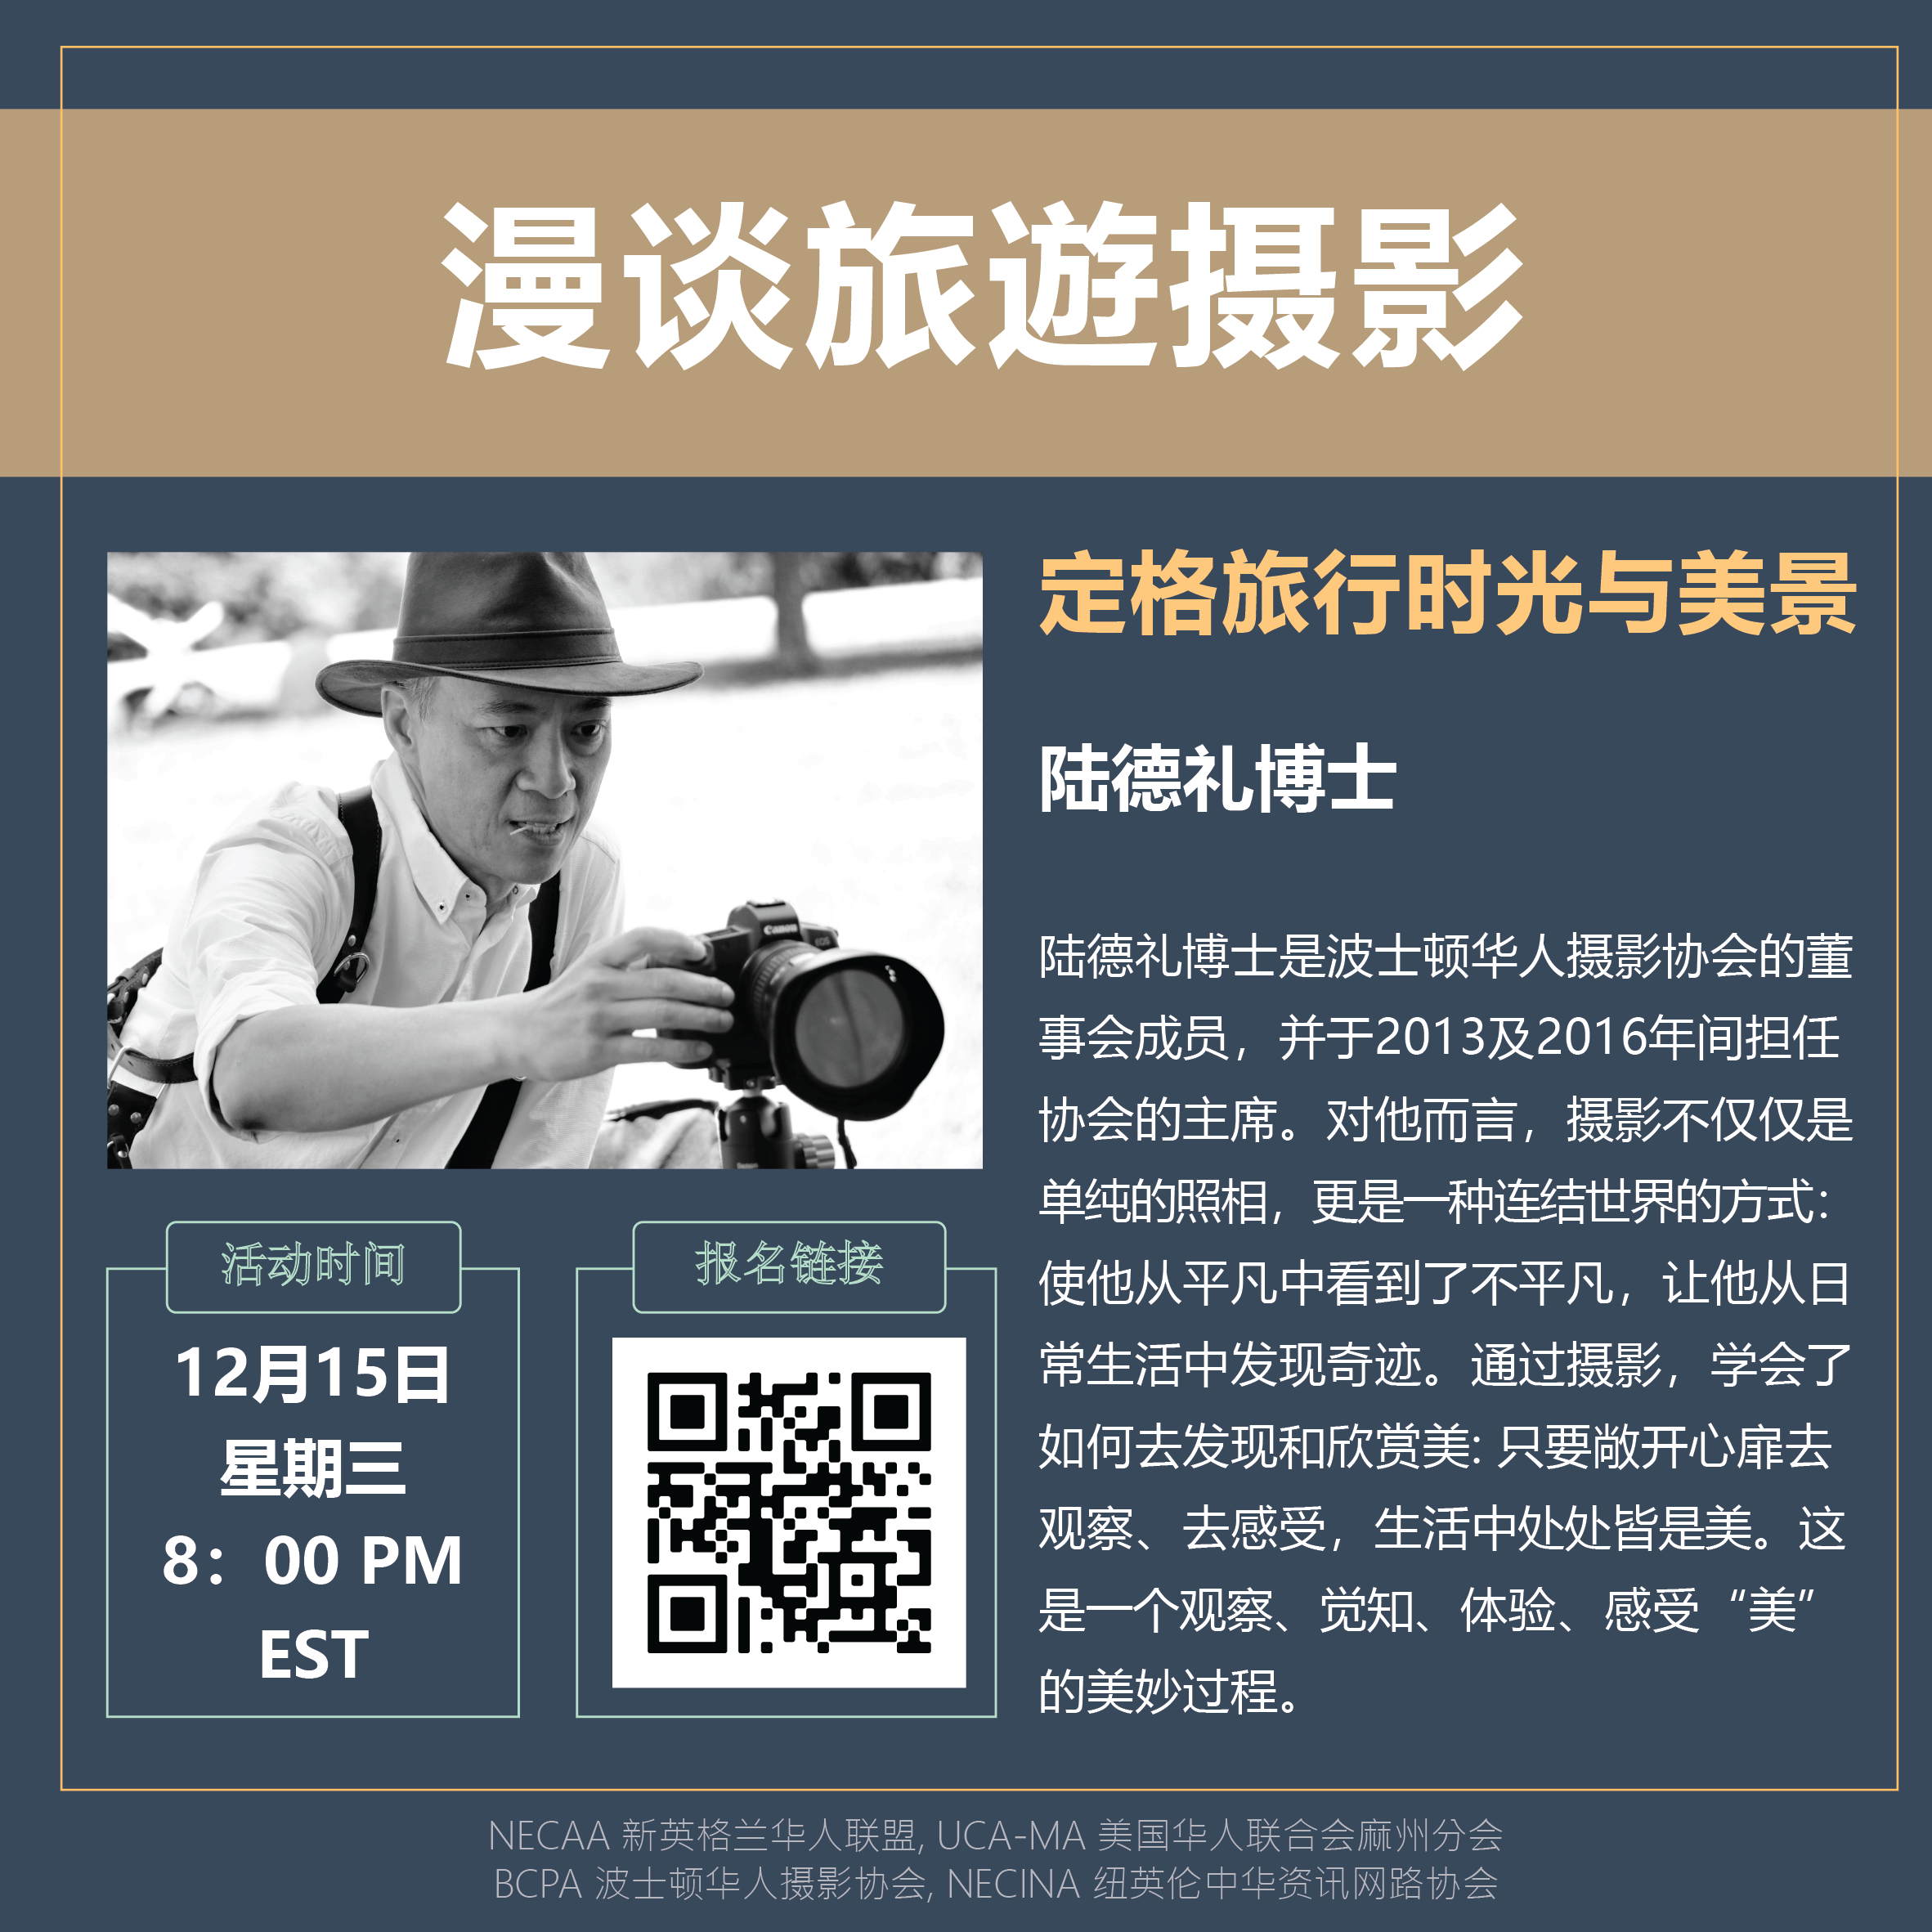 漫谈旅遊摄影
定格旅行时光与美景
陆德礼博士
陆德礼博士是波士顿华人摄影协会的董
事会成员，并于2013及2016年间担任
协会的主席。对他而言，摄影不仅仅是
单纯的照相，更是一种连结世界的方式：
使他从平凡中看到了不平凡，让他从日
常生活中发现奇迹。通过摄影，学会了
如何去发现和欣赏美: 只要敞开心扉去
观察、去感受，生活中处处皆是美。这
是一个观察、觉知、体验、感受“美”
的美妙过程。
Canon
EOS
活动时间
12月15日
星期三
8：00 PM
EST
报名链接
NECAA 新英格兰华人联盟, UCA-MA 美国华人联合会麻州分会
BCPA 波士顿华人摄影协会, NECINA 纽英伦中华资讯网路协会